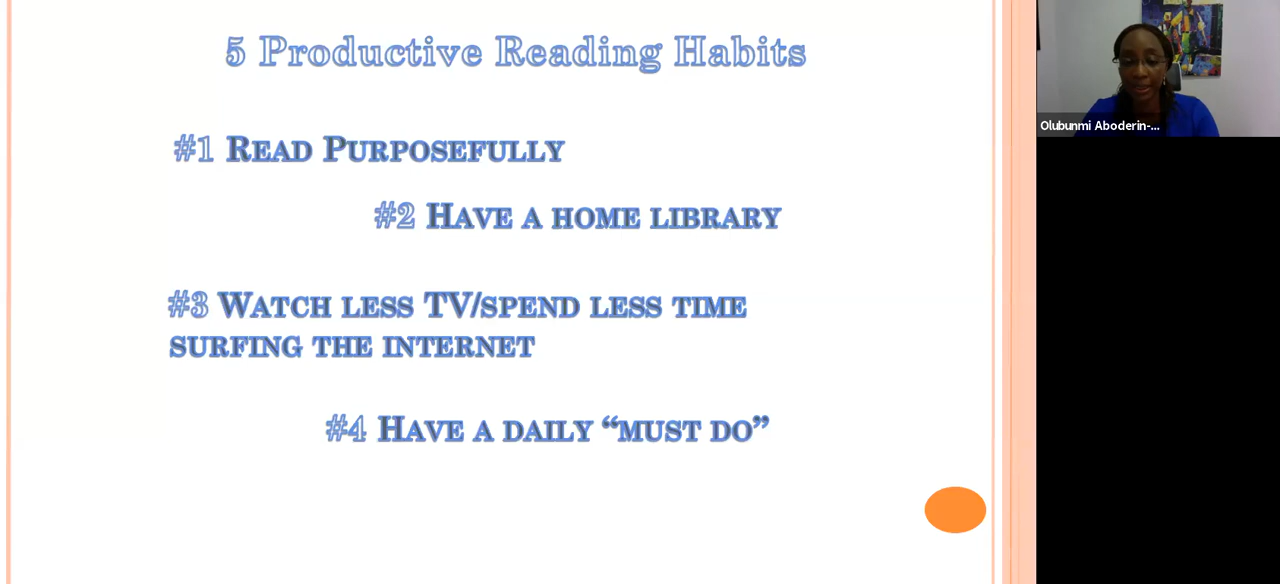 5 Productive Reading Habits
#1 Read Purposefully
#2 Have a home library
#3 Watch less TV/spend less time
surfing the internet
#4 Have a daily “must do”
Olubunmi Aboderin-...